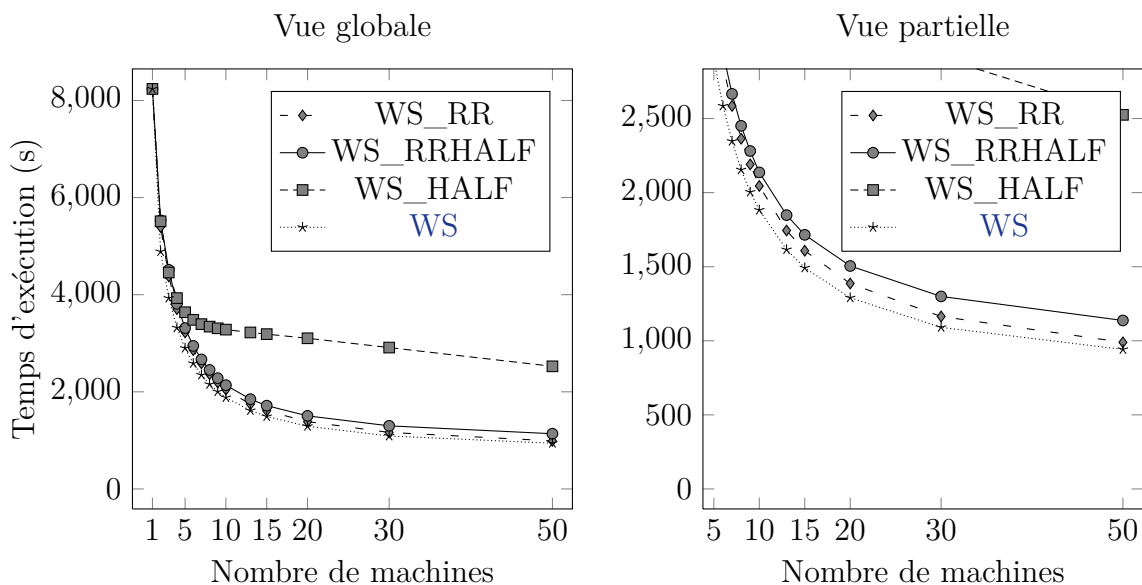 Vue globale
Vue partielle
8,000
6,000
4,000
2,000
0
Temps d'exécution (s)
WS_RR
WS_RRHALF
WS_HALF
WS
1 5 10 15 20 30 50
Nombre de machines
2,500
2,000
1,500
1,000
500
0
WS_RR
WS_RRHALF
WS_HALF
WS
5 10 15 20 30 50
Nombre de machines